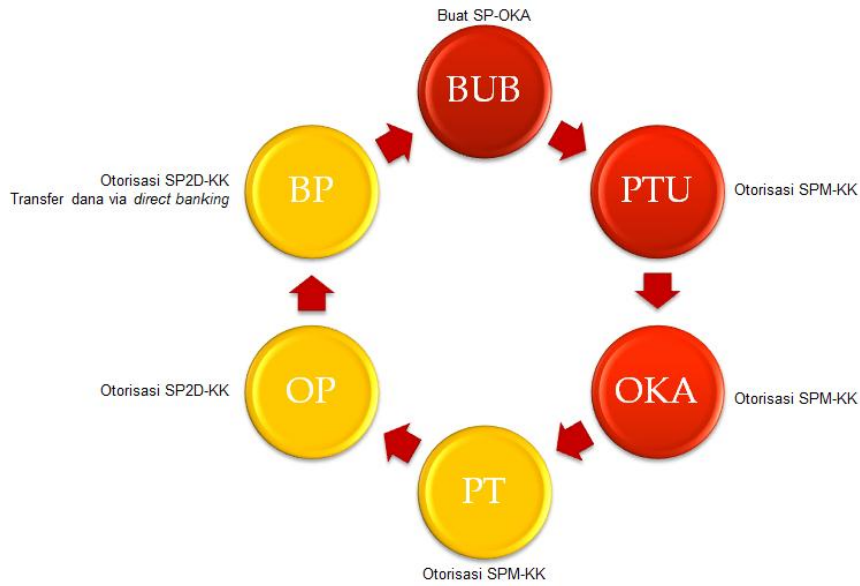 Buat SP-OKA
BUB
PTU
Otorisasi SPM-KK
OKA
Otorisasi SPM-KK
PT
Otorisasi SPM-KK
OP
Otorisasi SP2D-KK
BP
Otorisasi SP2D-KK
Transfer dana via direct banking